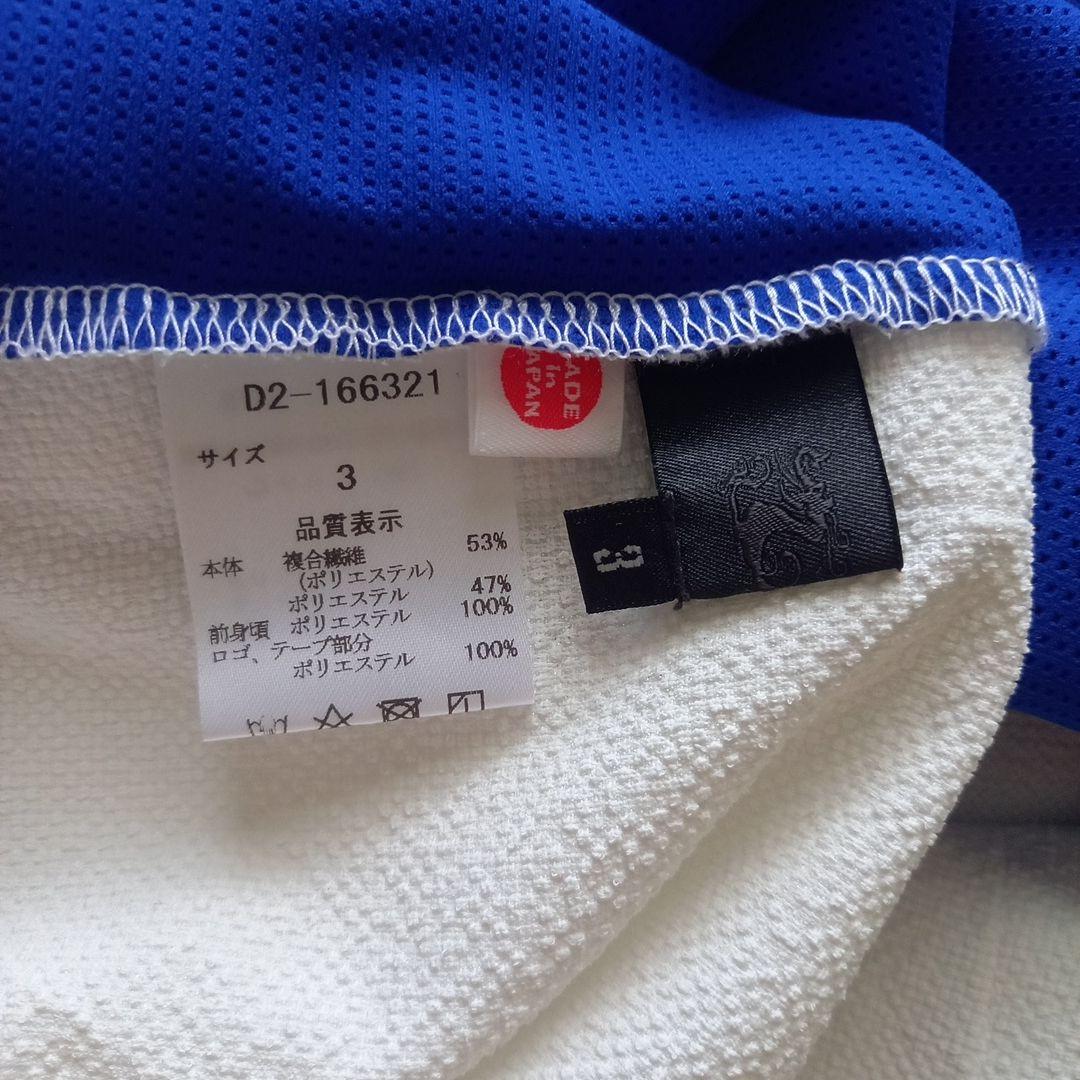 D2-166321
サイズ
3
品質表示
本体 複合繊維 53%
(ポリエステル)
ポリエステル 47%
前身頃 ポリエステル 100%
ロゴ、テープ部分
ポリエステル 100%
MADE
in
JAPAN
3